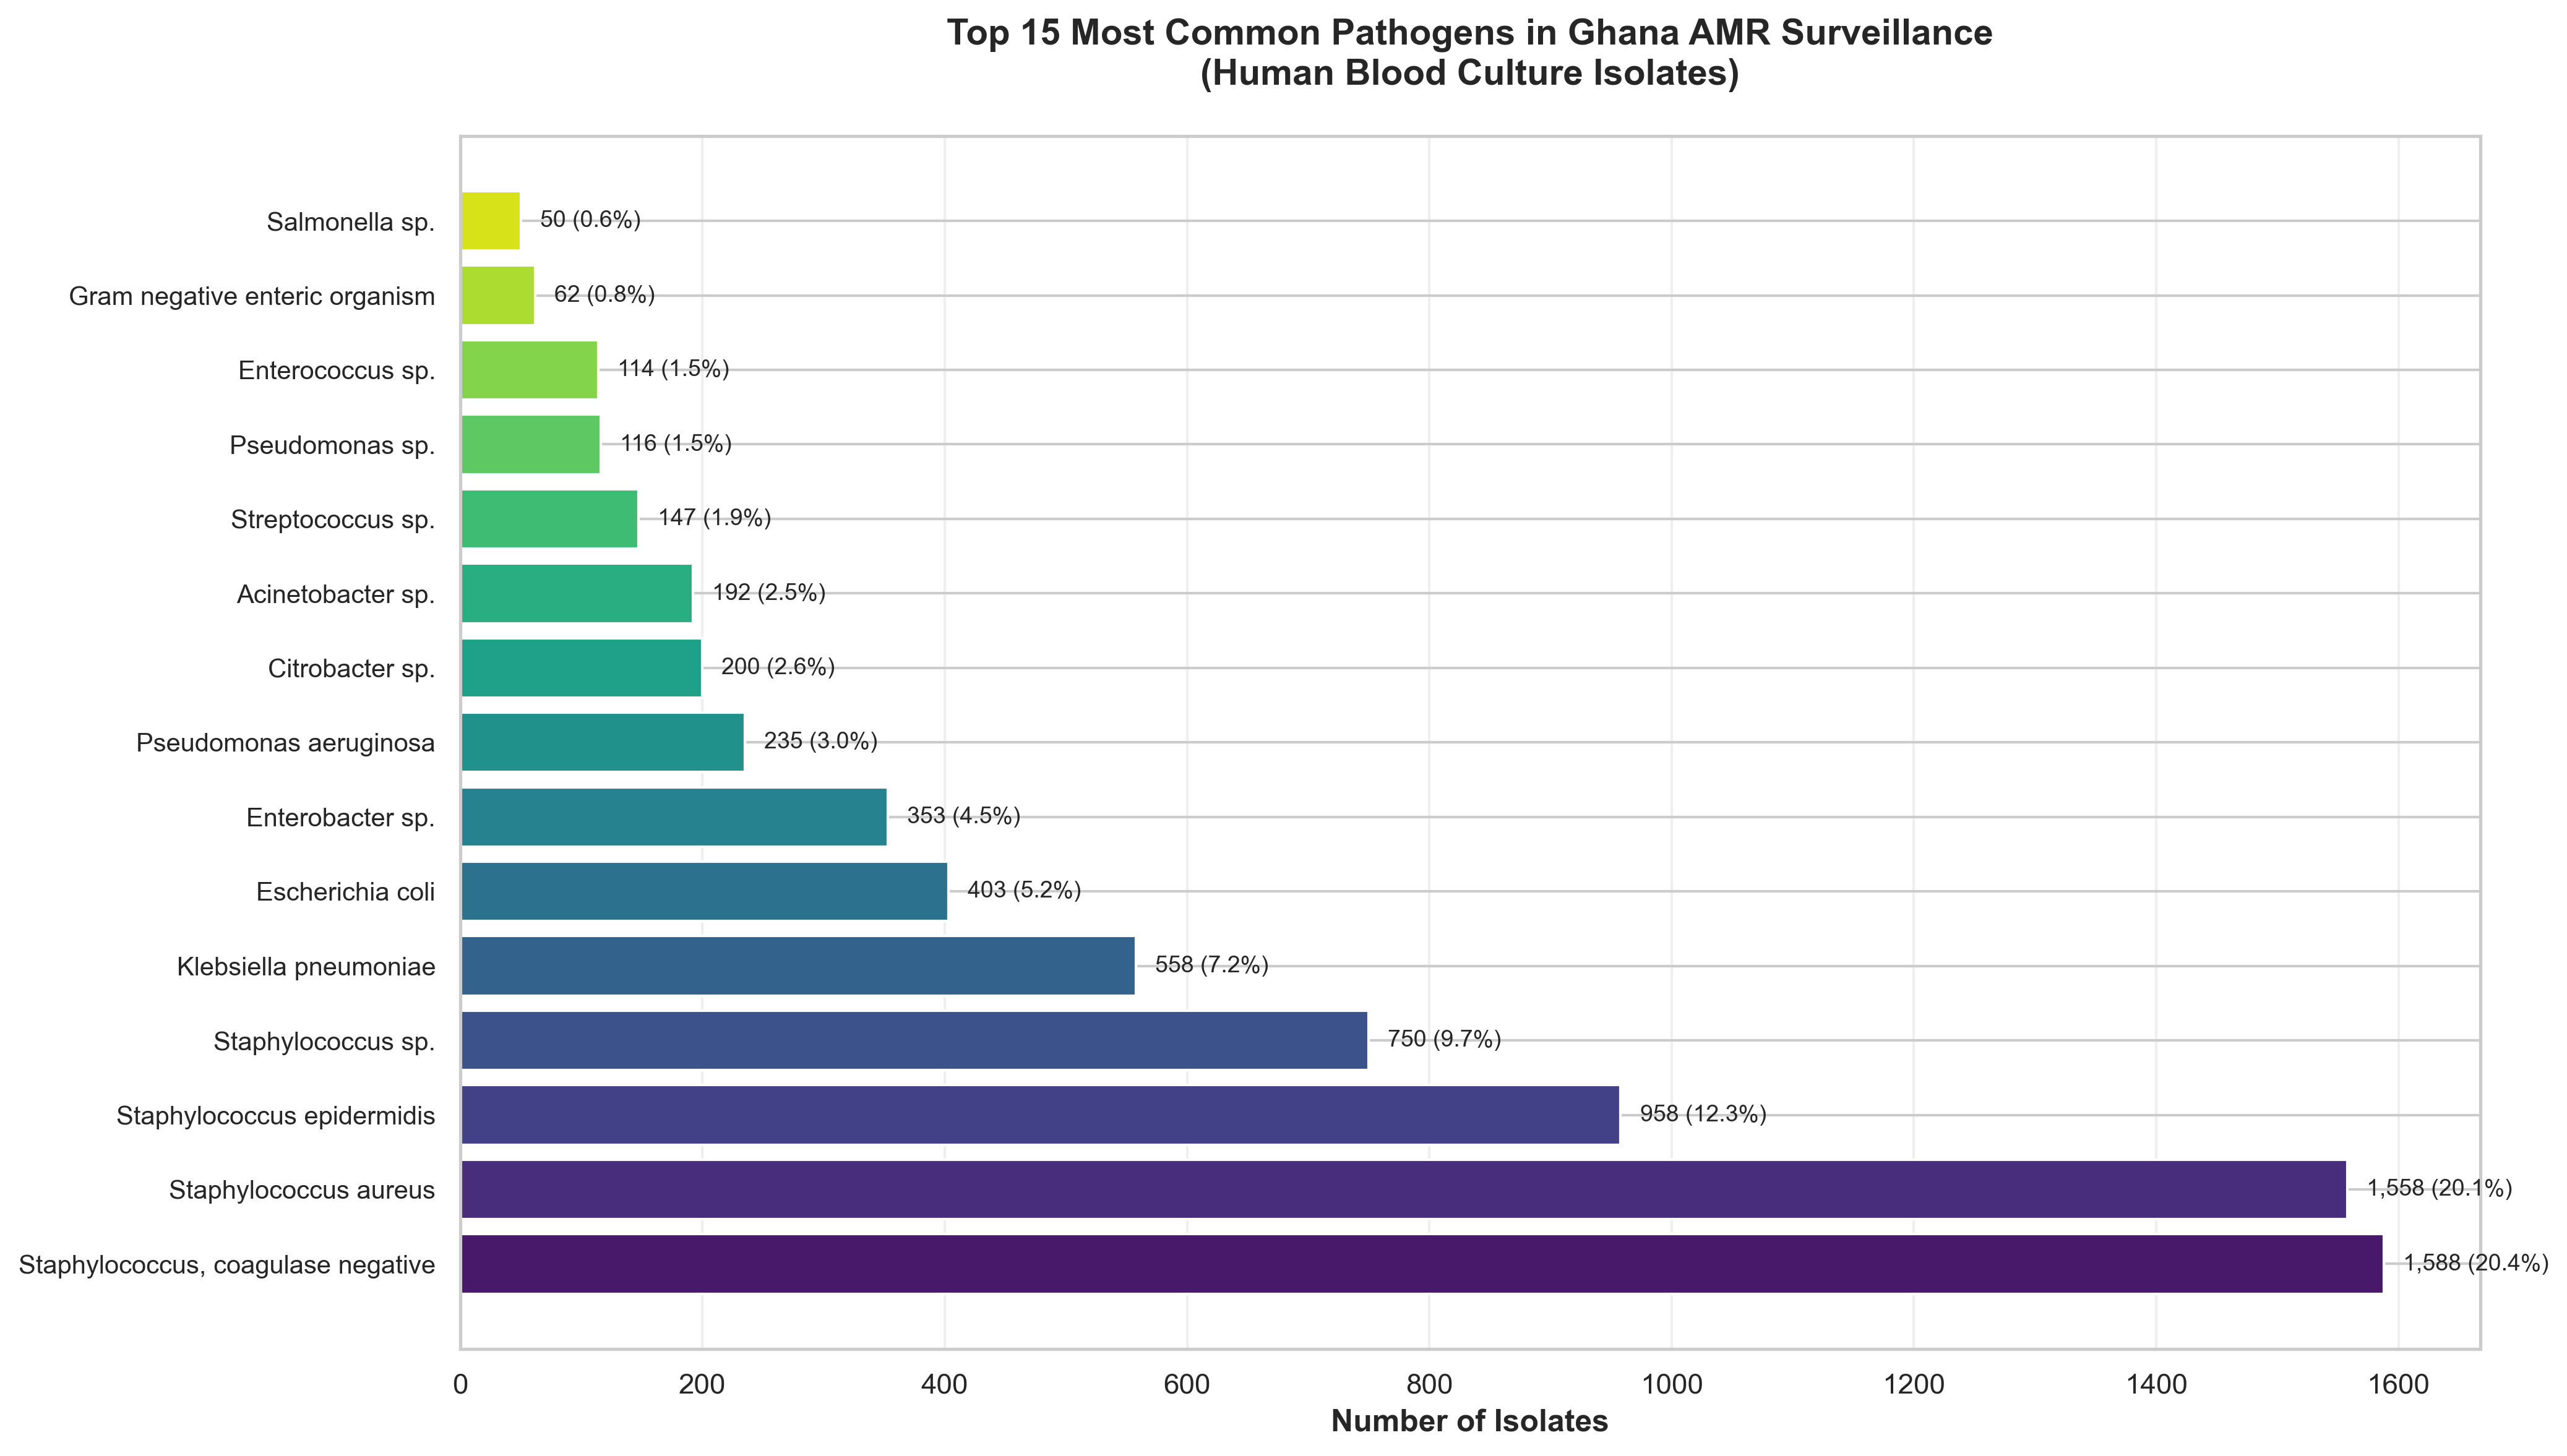 Top 15 Most Common Pathogens in Ghana AMR Surveillance
(Human Blood Culture Isolates)
Salmonella sp. 50 (0.6%)
Gram negative enteric organism 62 (0.8%)
Enterococcus sp. 114 (1.5%)
Pseudomonas sp. 116 (1.5%)
Streptococcus sp. 147 (1.9%)
Acinetobacter sp. 192 (2.5%)
Citrobacter sp. 200 (2.6%)
Pseudomonas aeruginosa 235 (3.0%)
Enterobacter sp. 353 (4.5%)
Escherichia coli 403 (5.2%)
Klebsiella pneumoniae 558 (7.2%)
Staphylococcus sp. 750 (9.7%)
Staphylococcus epidermidis 958 (12.3%)
Staphylococcus aureus 1,558 (20.1%)
Staphylococcus, coagulase negative 1,588 (20.4%)
0 200 400 600 800 1000 1200 1400 1600
Number of Isolates